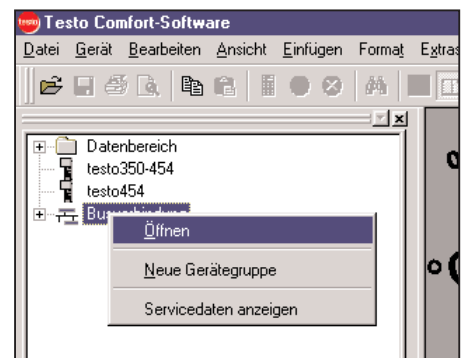 testo Testo Comfort-Software
Datei Gerät Bearbeiten Ansicht Einfügen Format Extras
Datenbereich
testo350-454
testo454
Öffnen
Neue Gerätegruppe
Servicedaten anzeigen